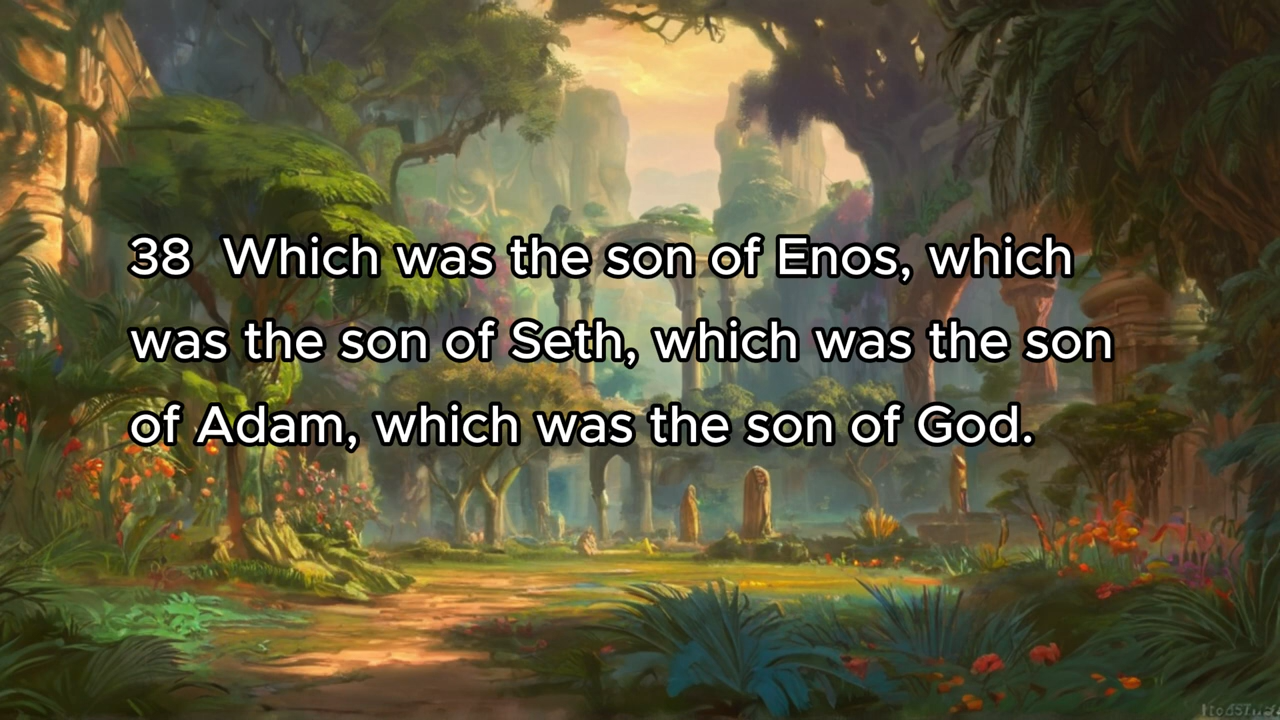 38 Which was the son of Enos, which
was the son of Seth, which was the son
of Adam, which was the son of God.